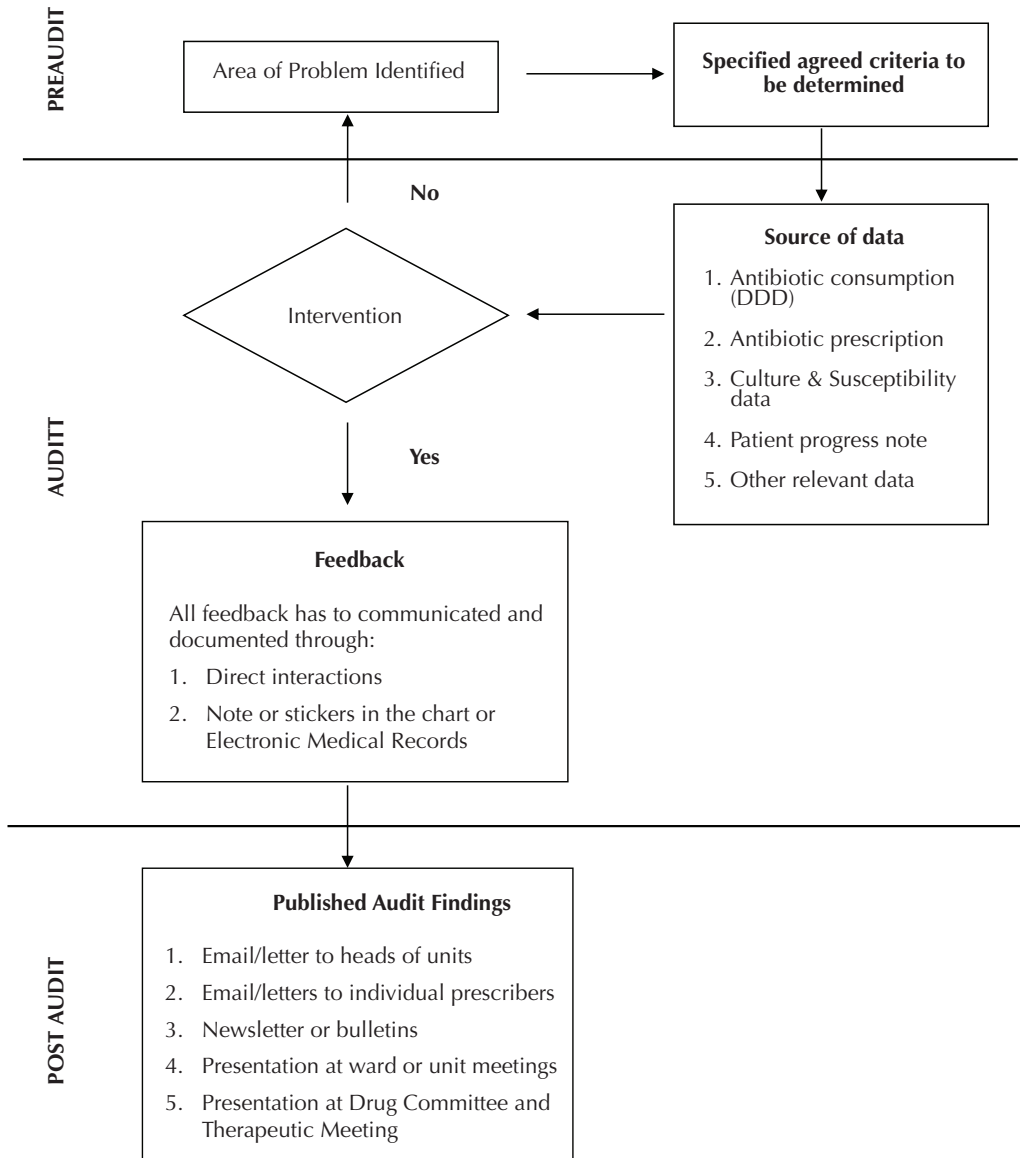 PREAUDIT
Area of Problem Identified
Specified agreed criteria to
be determined
AUDITT
No
Intervention
Yes
Source of data
1. Antibiotic consumption
(DDD)
2. Antibiotic prescription
3. Culture & Susceptibility
data
4. Patient progress note
5. Other relevant data
Feedback
All feedback has to communicated and
documented through:
1. Direct interactions
2. Note or stickers in the chart or
Electronic Medical Records
POST AUDIT
Published Audit Findings
1. Email/letter to heads of units
2. Email/letters to individual prescribers
3. Newsletter or bulletins
4. Presentation at ward or unit meetings
5. Presentation at Drug Committee and
Therapeutic Meeting